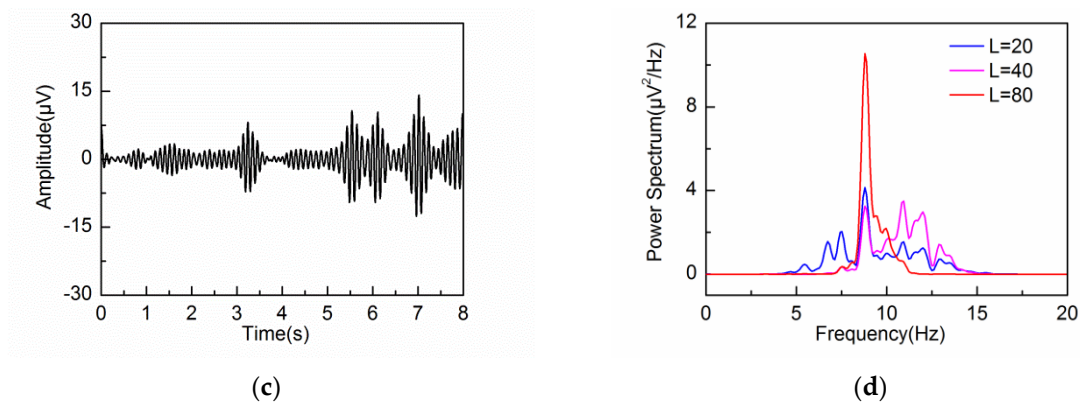 30
15
0
-15
-30
Amplitude(μV)
0 1 2 3 4 5 6 7 8
Time(s)
(c)
12
8
4
0
Power Spectrum(μV²/Hz)
L=20
L=40
L=80
0 5 10 15 20
Frequency(Hz)
(d)